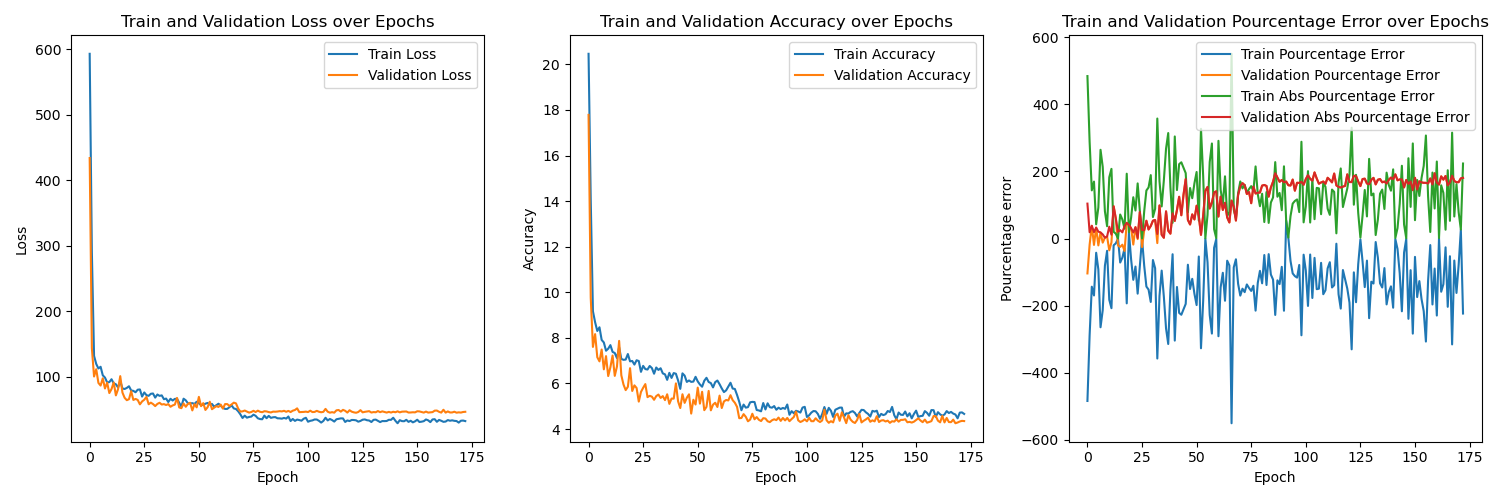 Train and Validation Loss over Epochs
Loss
600
500
400
300
200
100
Train Loss
Validation Loss
0
25
50
75
100
125
150
175
Epoch
Train and Validation Accuracy over Epochs
Accuracy
20
18
16
14
12
10
8
6
4
Train Accuracy
Validation Accuracy
0
25
50
75
100
125
150
175
Epoch
Train and Validation Pourcentage Error over Epochs
Pourcentage error
600
400
200
0
−200
−400
−600
Train Pourcentage Error
Validation Pourcentage Error
Train Abs Pourcentage Error
Validation Abs Pourcentage Error
0
25
50
75
100
125
150
175
Epoch